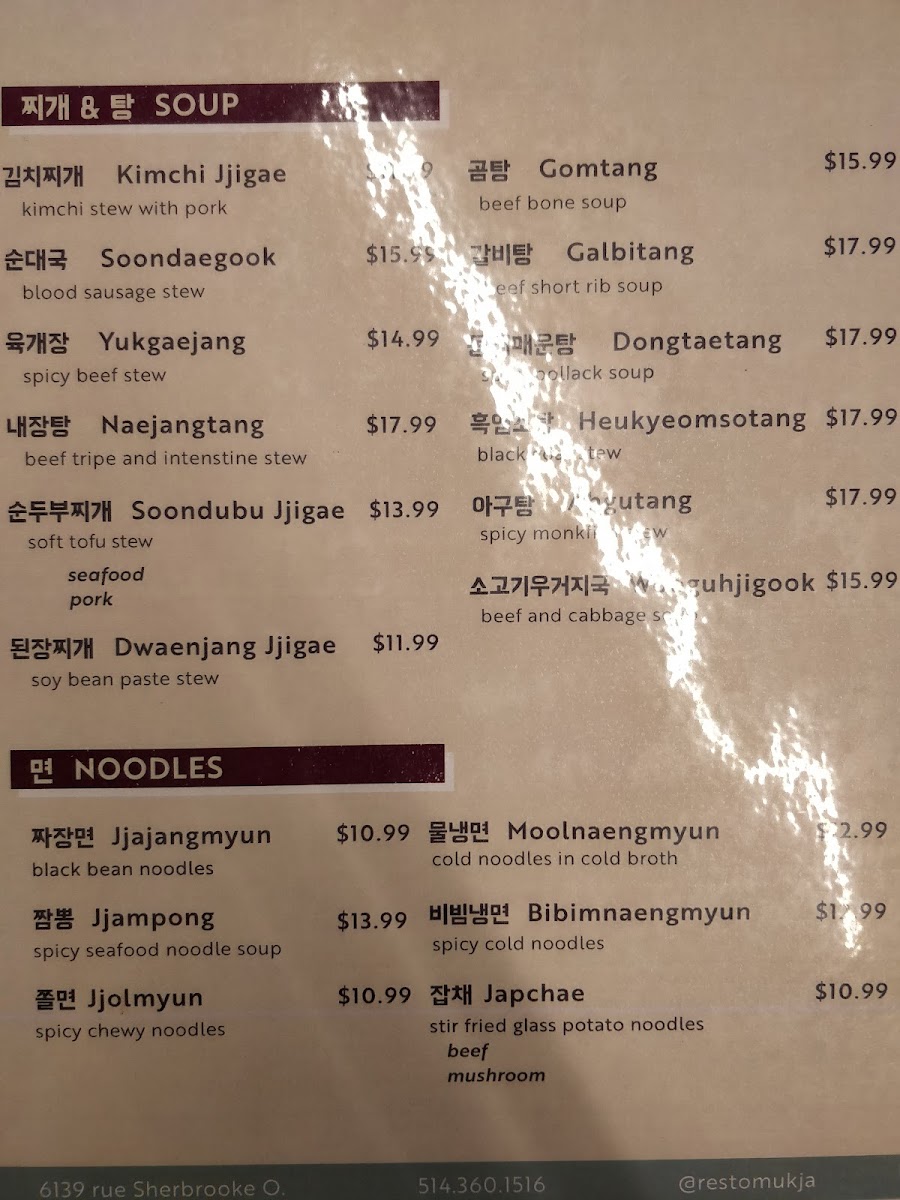 찌개 & 탕 SOUP
김치찌개 Kimchi Jjigae
kimchi stew with pork
순대국 Soondaegook $15.99
blood sausage stew
육개장 Yukgaejang $14.99
spicy beef stew
내장탕 Naejangtang $17.99
beef tripe and intenstine stew
순두부찌개 Soondubu Jjigae $13.99
soft tofu stew
seafood
pork
된장찌개 Dwaenjang Jjigae $11.99
soy bean paste stew
곰탕 Gomtang $15.99
beef bone soup
갈비탕 Galbitang $17.99
beef short rib soup
Dongtaetang $17.99
pollack soup
Heukyeomsotang $17.99
black stew
아구탕 $17.99
spicy
소고기우거지국 $15.99
beef and cabbage
면 NOODLES
짜장면 Jjajangmyun $10.99
black bean noodles
짬뽕 Jjampong $13.99
spicy seafood noodle soup
쫄면 Jjolmyun $10.99
spicy chewy noodles
물냉면 Moolnaengmyun
cold noodles in cold broth
비빔냉면 Bibimnaengmyun
spicy cold noodles
잡채 Japchae $10.99
stir fried glass potato noodles
beef
mushroom
6139 rue Sherbrooke O. 514.360.1516 @restomukja